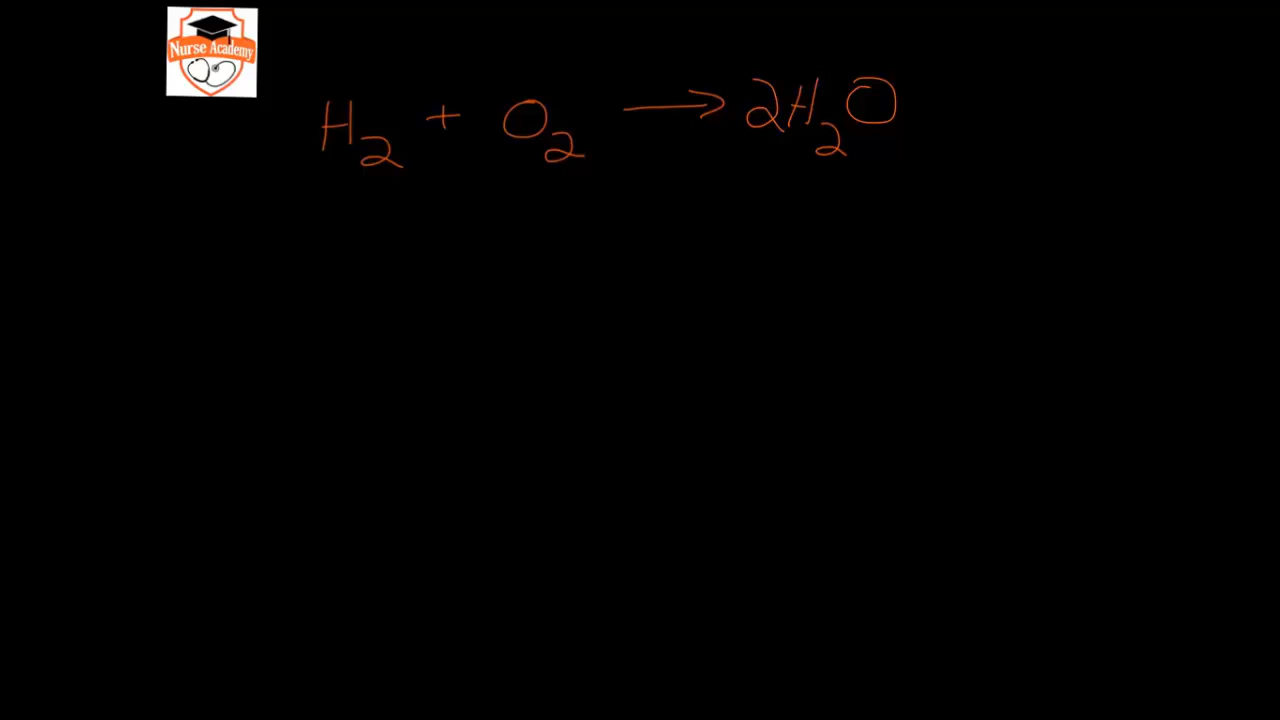 Nurse Academy
H₂ + O₂ → 2H₂O